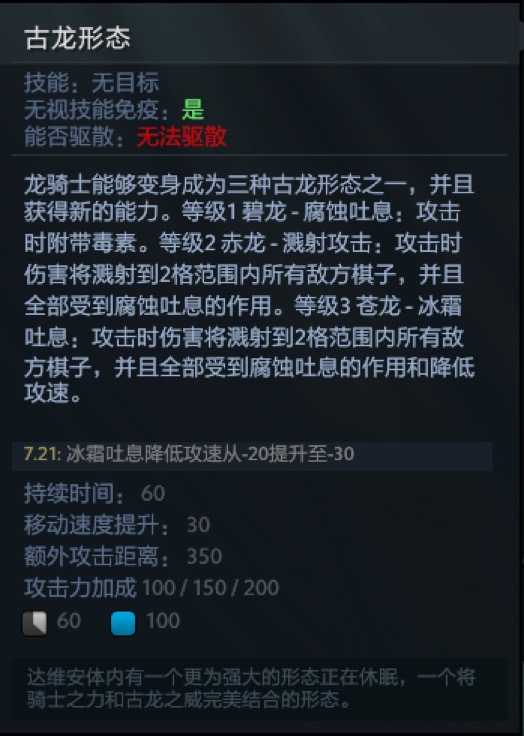 古龙形态
技能：无目标
无视技能免疫：是
能否驱散：无法驱散
龙骑士能够变身成为三种古龙形态之一，并且
获得新的能力。等级1 碧龙 - 腐蚀吐息：攻击
时附带毒素。等级2 赤龙 - 溅射攻击：攻击时
伤害将溅射到2格范围内所有敌方棋子，并且
全部受到腐蚀吐息的作用。等级3 苍龙 - 冰霜
吐息：攻击时伤害将溅射到2格范围内所有敌
方棋子，并且全部受到腐蚀吐息的作用和降低
攻速。
7.21: 冰霜吐息降低攻速从-20提升至-30
持续时间： 60
移动速度提升： 30
额外攻击距离： 350
攻击力加成 100 / 150 / 200
60 100
达维安体内有一个更为强大的形态正在休眠，一个将
骑士之力和古龙之威完美结合的形态。